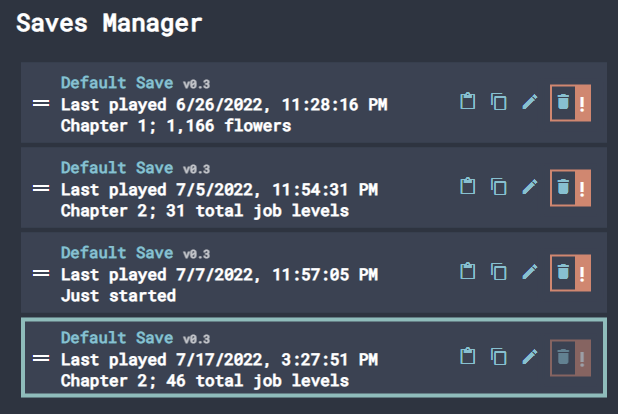 Saves Manager
Default Save v0.3
Last played 6/26/2022, 11:28:16 PM
Chapter 1; 1,166 flowers
!
Default Save v0.3
Last played 7/5/2022, 11:54:31 PM
Chapter 2; 31 total job levels
!
Default Save v0.3
Last played 7/7/2022, 11:57:05 PM
Just started
!
Default Save v0.3
Last played 7/17/2022, 3:27:51 PM
Chapter 2; 46 total job levels
!